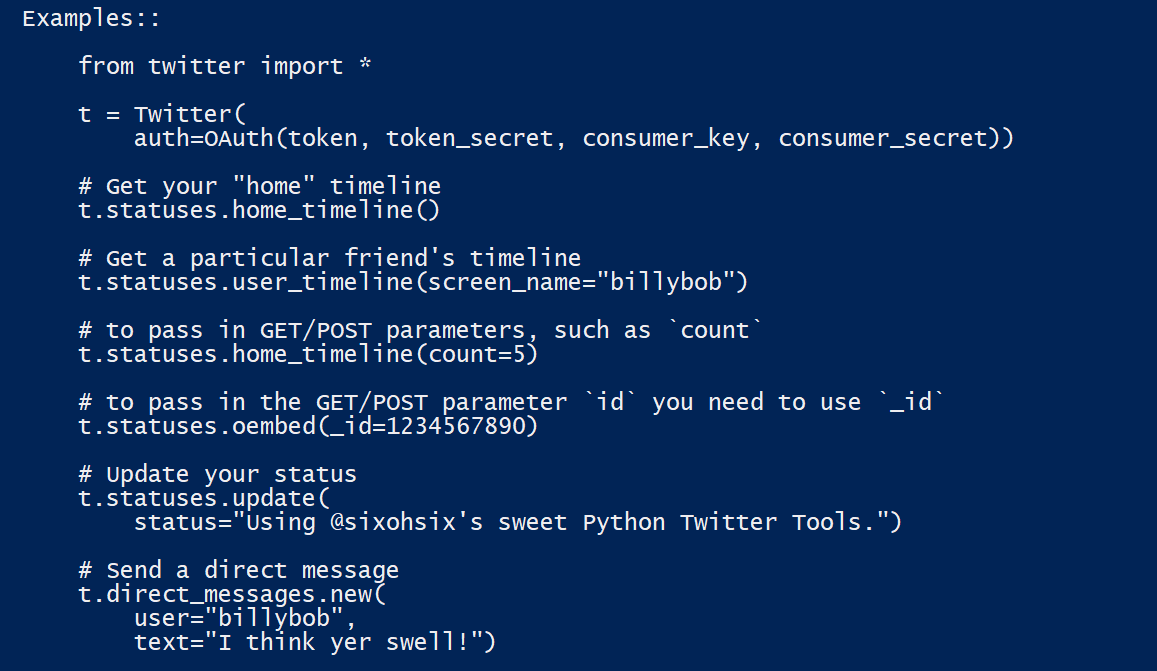 Examples::
from twitter import *
t = Twitter(
auth=OAuth(token, token_secret, consumer_key, consumer_secret))
# Get your "home" timeline
t.statuses.home_timeline()
# Get a particular friend's timeline
t.statuses.user_timeline(screen_name="billybob")
# to pass in GET/POST parameters, such as `count`
t.statuses.home_timeline(count=5)
# to pass in the GET/POST parameter `id` you need to use `_id`
t.statuses.oembed(_id=1234567890)
# Update your status
t.statuses.update(
status="Using @sixohsix's sweet Python Twitter Tools.")
# Send a direct message
t.direct_messages.new(
user="billybob",
text="I think yer swell!")